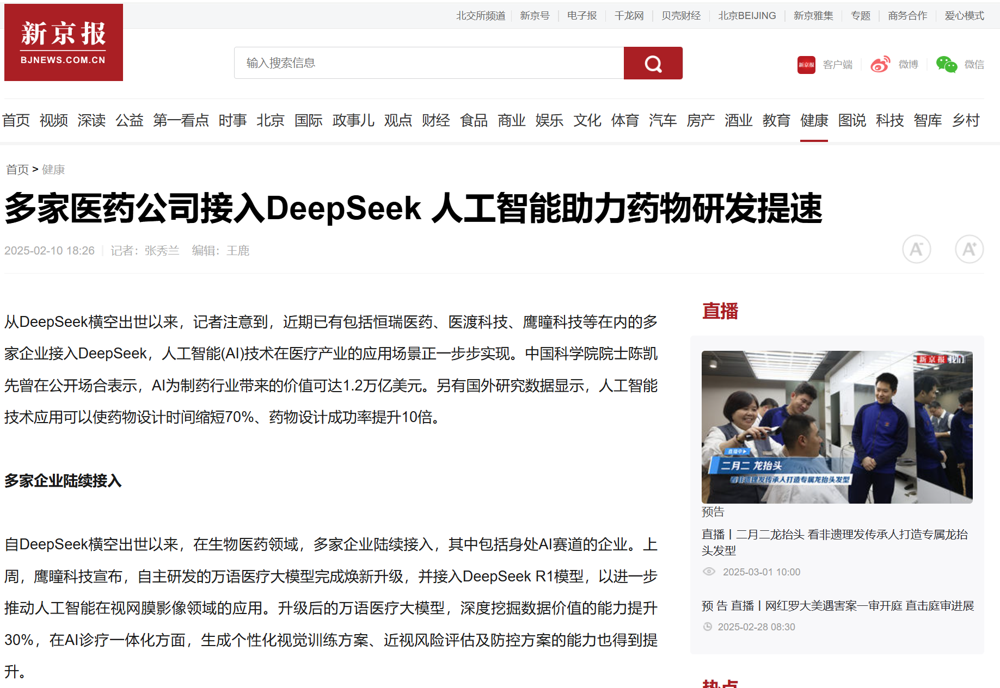 新京报
BJNEWS.COM.CN
北交所频道 新京号 电子报 千龙网 贝壳财经 北京BEIJING 新京雅集 专题 商务合作 爱心模式
输入搜索信息
新京报 客户端 微博 微信
首页 视频 深读 公益 第一看点 时事 北京 国际 政事儿 观点 财经 食品 商业 娱乐 文化 体育 汽车 房产 酒业 教育 健康 图说 科技 智库 乡村
首页 > 健康
多家医药公司接入DeepSeek 人工智能助力药物研发提速
2025-02-10 18:26 记者：张秀兰 编辑：王鹿
A- A+
从DeepSeek横空出世以来，记者注意到，近期已有包括恒瑞医药、医渡科技、鹰瞳科技等在内的多
家企业接入DeepSeek，人工智能(AI)技术在医疗产业的应用场景正一步步实现。中国科学院院士陈凯
先曾在公开场合表示，AI为制药行业带来的价值可达1.2万亿美元。另有国外研究数据显示，人工智能
技术应用可以使药物设计时间缩短70%、药物设计成功率提升10倍。
多家企业陆续接入
自DeepSeek横空出世以来，在生物医药领域，多家企业陆续接入，其中包括身处AI赛道的企业。上
周，鹰瞳科技宣布，自主研发的万语医疗大模型完成焕新升级，并接入DeepSeek R1模型，以进一步
推动人工智能在视网膜影像领域的应用。升级后的万语医疗大模型，深度挖掘数据价值的能力提升
30%，在AI诊疗一体化方面，生成个性化视觉训练方案、近视风险评估及防控方案的能力也得到提
升。
直播
新京报 我们
直播中
二月二 龙抬头
看非遗理发传承人打造专属龙抬头发型
预告
直播丨二月二龙抬头 看非遗理发传承人打造专属龙抬
头发型
2025-03-01 10:00
预 告 直播丨网红罗大美遇害案一审开庭 直击庭审进展
2025-02-28 08:30
热点